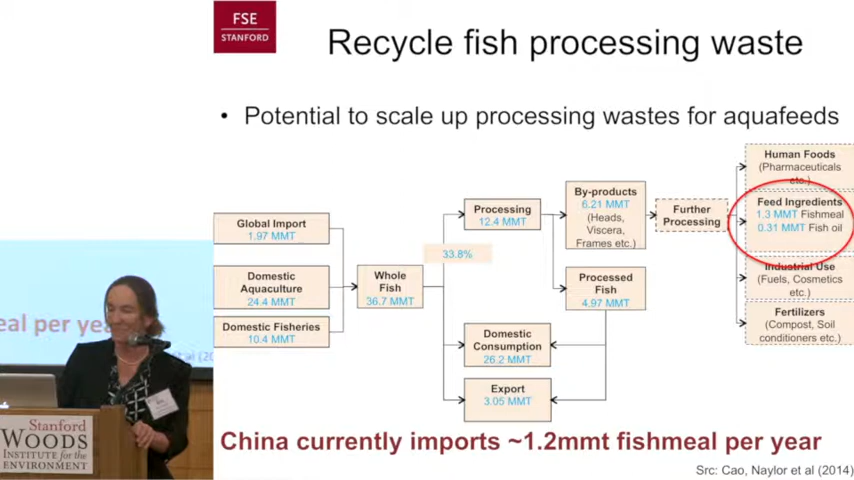 FSE
STANFORD
Recycle fish processing waste
• Potential to scale up processing wastes for aquafeeds
Global Import
1.97 MMT
Domestic
Aquaculture
24.4 MMT
Domestic Fisheries
10.4 MMT
Whole
Fish
36.7 MMT
33.8%
Processing
12.4 MMT
By-products
6.21 MMT
(Heads,
Viscera,
Frames etc.)
Further
Processing
Processed
Fish
4.97 MMT
Domestic
Consumption
26.2 MMT
Export
3.05 MMT
Human Foods
(Pharmaceuticals
etc.)
Feed Ingredients
1.3 MMT Fishmeal
0.31 MMT Fish oil
Industrial Use
(Fuels, Cosmetics
etc.)
Fertilizers
(Compost, Soil
conditioners etc.)
China currently imports ~1.2mmt fishmeal per year
Src: Cao, Naylor et al (2014)
eal per ye
et al (20
Stanford
WOODS
INSTITUTE FOR THE
ENVIRONMENT